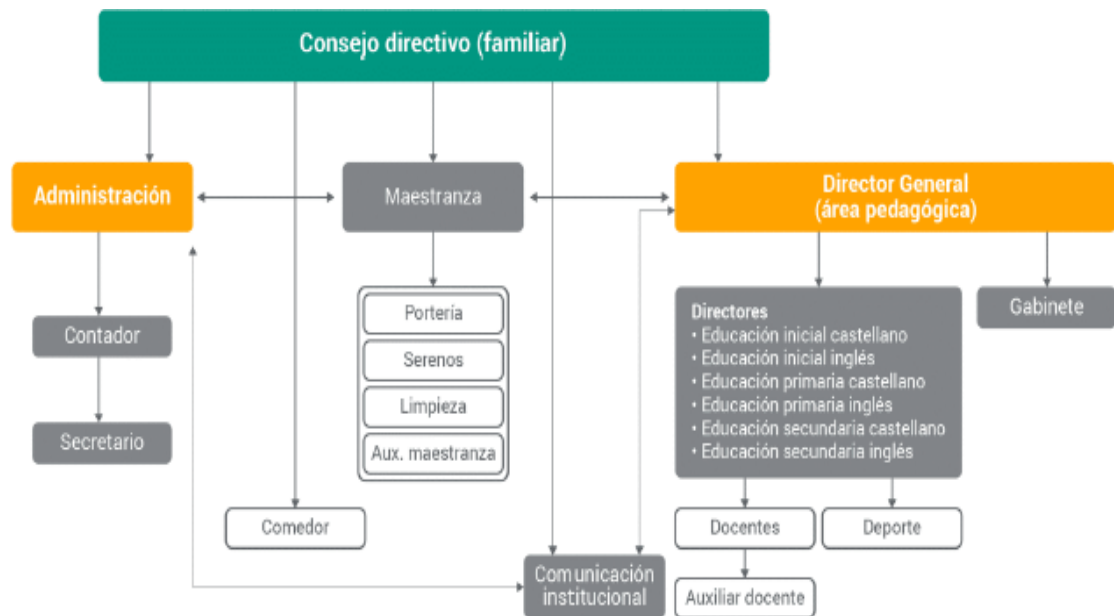 Consejo directivo (familiar)
Administración
Maestranza
Director General
(área pedagógica)
Contador
Secretario
Portería
Serenos
Limpieza
Aux. maestranza
Directores
• Educación inicial castellano
• Educación inicial inglés
• Educación primaria castellano
• Educación primaria inglés
• Educación secundaria castellano
• Educación secundaria inglés
Gabinete
Comedor
Docentes
Deporte
Comunicación
institucional
Auxiliar docente